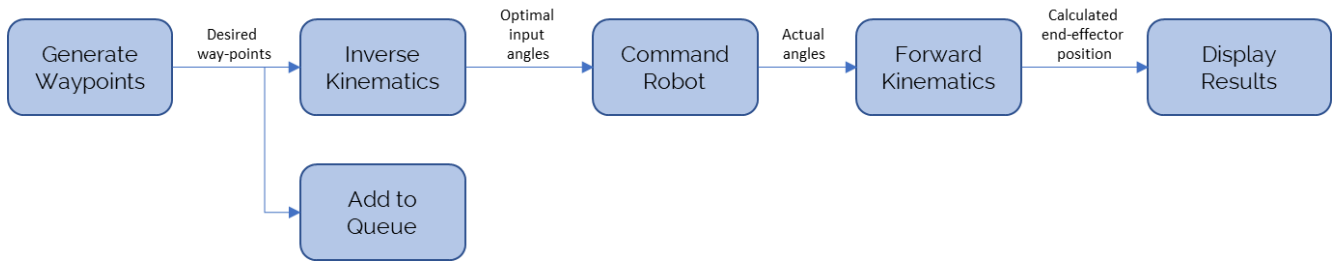 Generate
Waypoints
Desired
way-points
Inverse
Kinematics
Optimal
input
angles
Command
Robot
Actual
angles
Forward
Kinematics
Calculated
end-effector
position
Display
Results
Add to
Queue